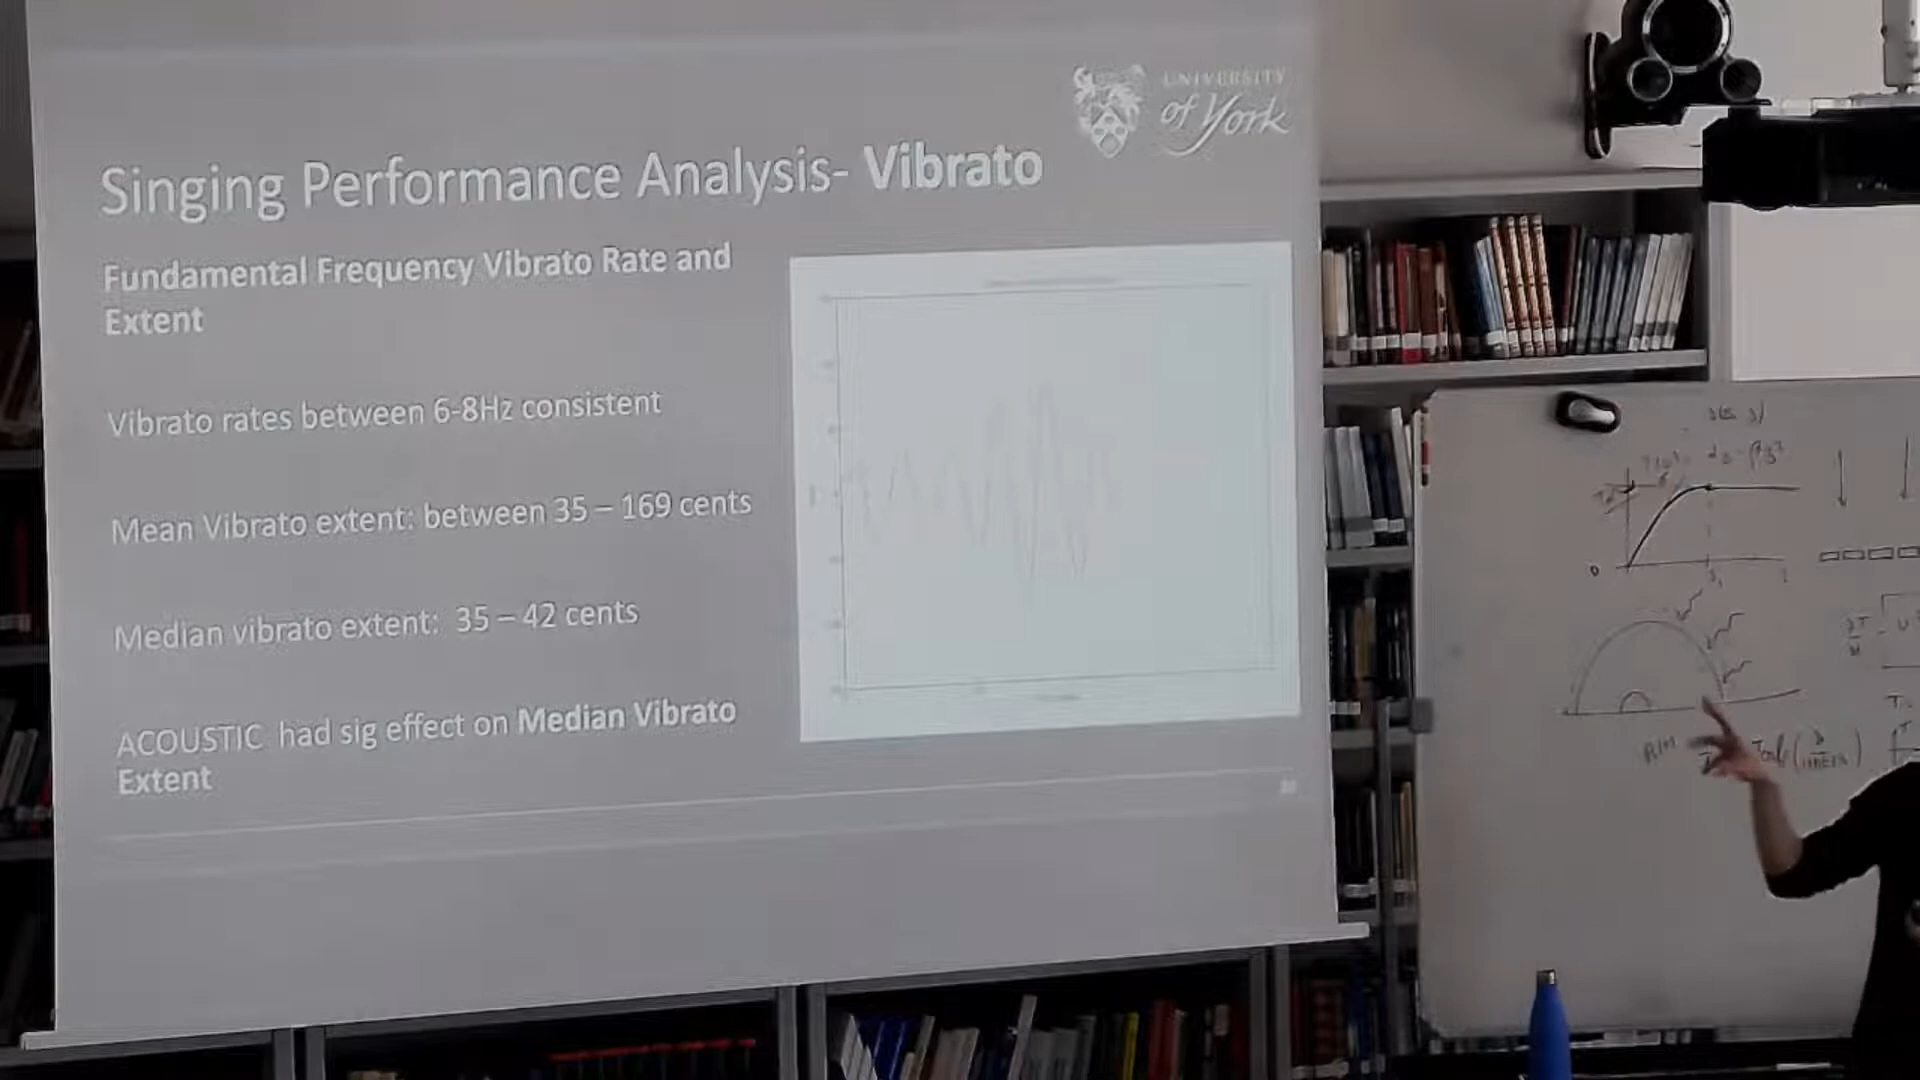 UNIVERSITY
of York
Singing Performance Analysis- Vibrato
Fundamental Frequency Vibrato Rate and
Extent
Vibrato rates between 6-8Hz consistent
Mean Vibrato extent: between 35 – 169 cents
Median vibrato extent:  35 – 42 cents
ACOUSTIC  had sig effect on Median Vibrato
Extent